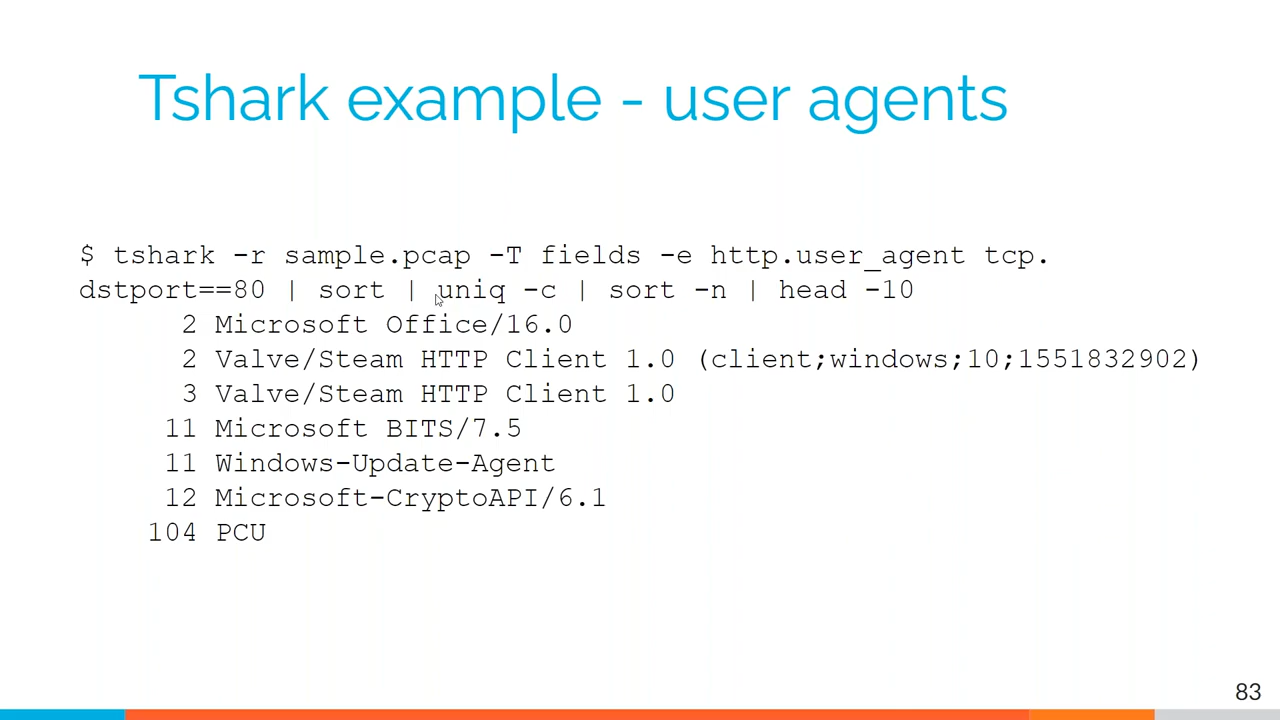 Tshark example - user agents
$ tshark -r sample.pcap -T fields -e http.user_agent tcp.
dstport==80 | sort | uniq -c | sort -n | head -10
2 Microsoft Office/16.0
2 Valve/Steam HTTP Client 1.0 (client;windows;10;1551832902)
3 Valve/Steam HTTP Client 1.0
11 Microsoft BITS/7.5
11 Windows-Update-Agent
12 Microsoft-CryptoAPI/6.1
104 PCU
83